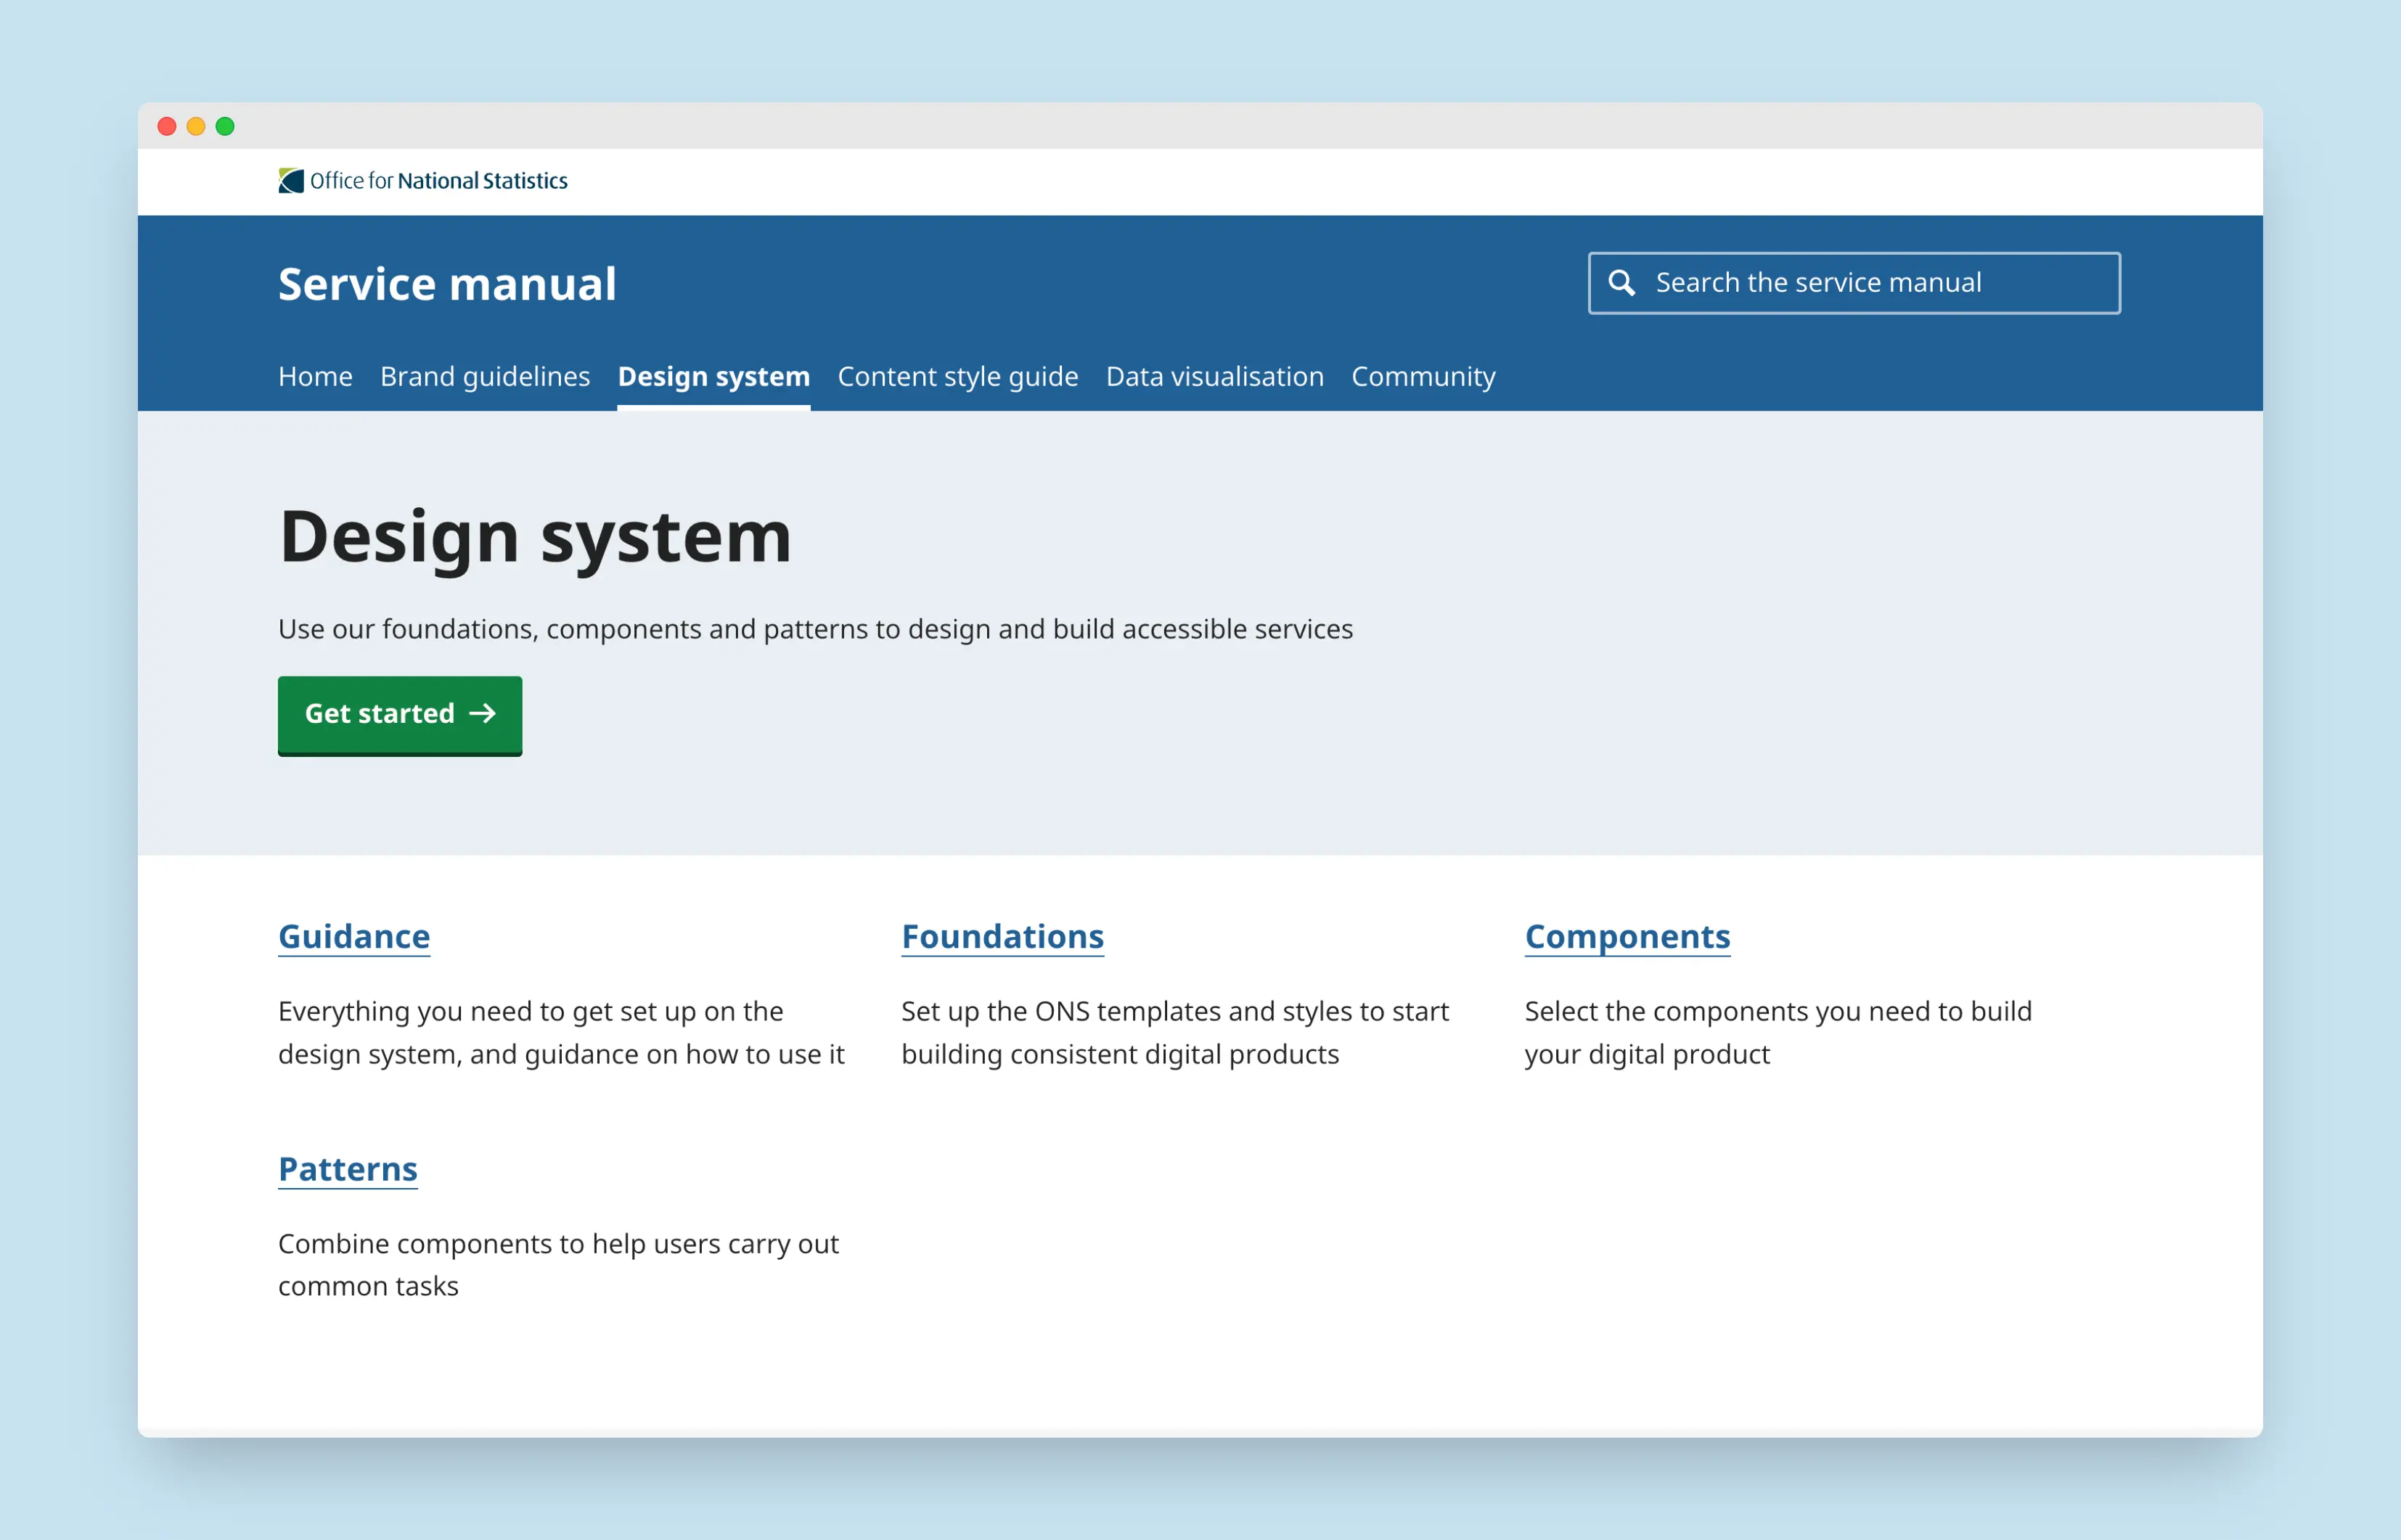 Office for National Statistics
Service manual
Search the service manual
Home Brand guidelines Design system Content style guide Data visualisation Community
Design system
Use our foundations, components and patterns to design and build accessible services
Get started →
Guidance
Everything you need to get set up on the
design system, and guidance on how to use it
Foundations
Set up the ONS templates and styles to start
building consistent digital products
Components
Select the components you need to build
your digital product
Patterns
Combine components to help users carry out
common tasks